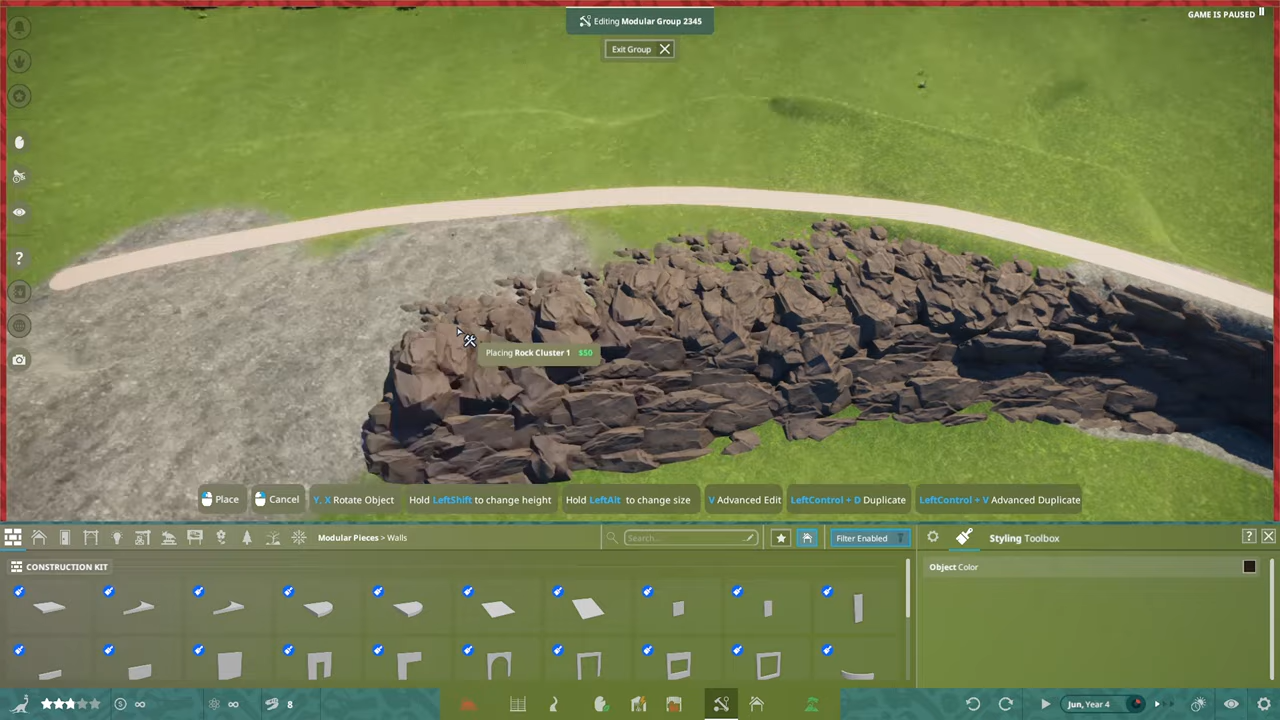 Editing Modular Group 2345
GAME IS PAUSED
Exit Group
Placing Rock Cluster 1 $50
Place
Cancel
Y, X Rotate Object
Hold LeftShift to change height
Hold LeftAlt to change size
V Advanced Edit
LeftControl + D Duplicate
LeftControl + V Advanced Duplicate
Modular Pieces > Walls
Search...
Filter Enabled
Styling Toolbox
?
CONSTRUCTION KIT
Object Color
8
Jun, Year 4